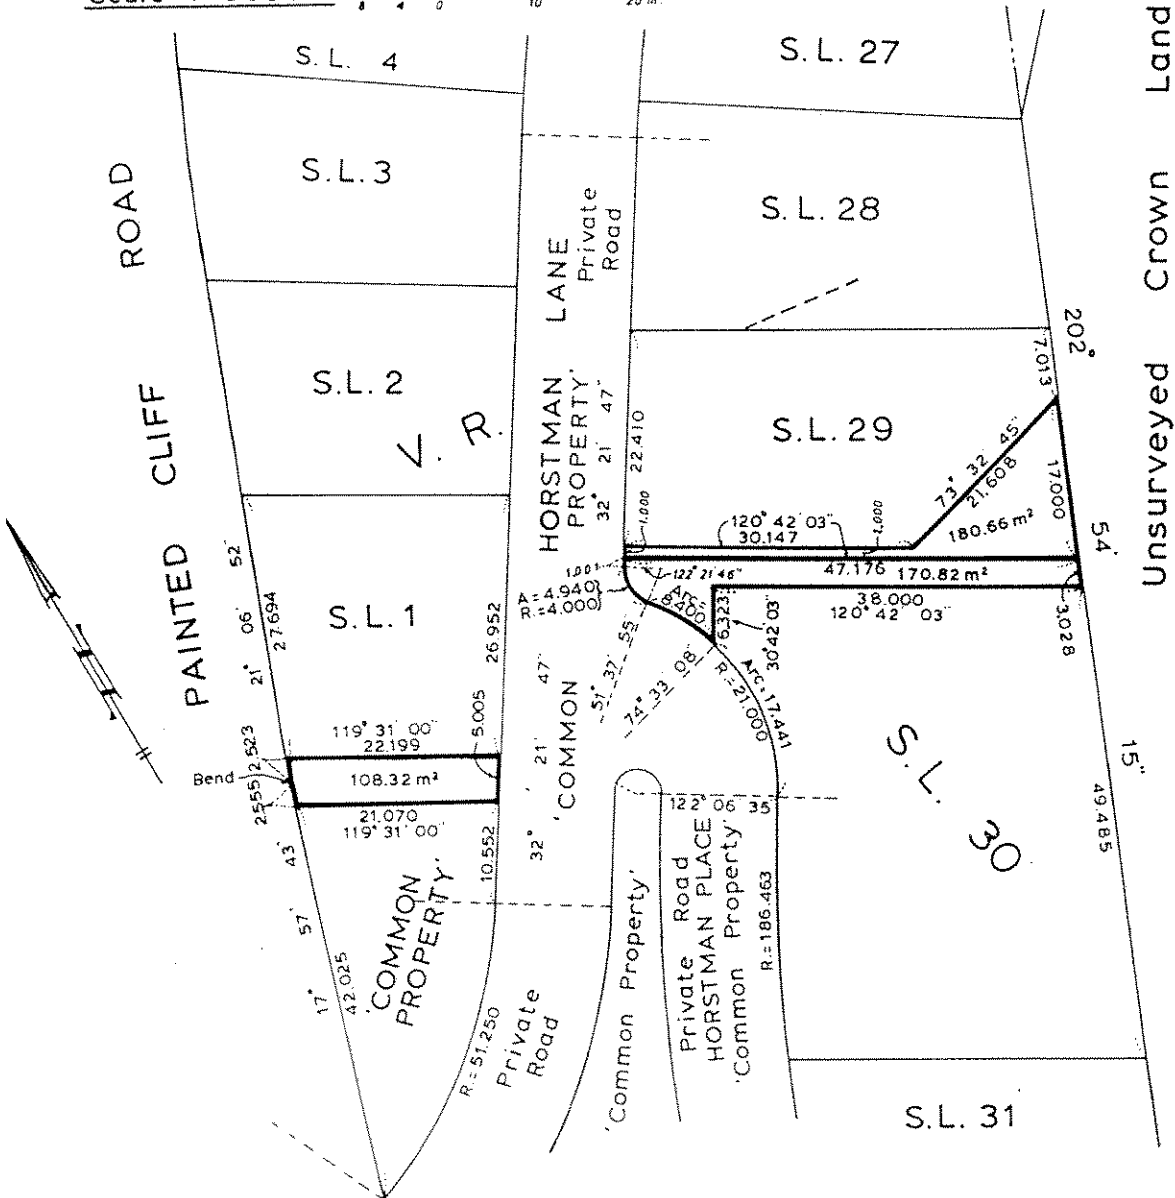 8 4 0 10 20 m.
S. L. 4
S.L. 27
Unsurveyed Crown Land
S.L.3
S.L. 28
PAINTED CLIFF ROAD
HORSTMAN LANE
Private
Road
'COMMON PROPERTY'
S.L.2
V. R.
S.L. 29
202° 54' 15"
7.013
32° 21' 47"
22.410
1.000
120° 42' 03"
30.147
1.000
73° 32' 45"
21.608
17.000
180.66 m²
S.L.1
21° 06' 52"
27.694
26.952
1.001
122° 21' 46"
47.176
170.82 m²
A = 4.940
R. = 4.000
Arc =
8.400
6.323
30° 42' 03"
38.000
120° 42' 03"
3.028
51° 37' 55"
74° 33' 08"
Arc = 17.441
R. = 21.000
32° 21' 47"
119° 31' 00"
22.199
5.005
2.523
Bend
2.555
108.32 m²
21.070
119° 31' 00"
10.552
122° 06' 35"
S. L. 30
49.485
17° 57' 43"
42.025
'COMMON
PROPERTY'
R. = 51.250
Private
Road
'Common Property'
Private Road
HORSTMAN PLACE
'Common Property'
R. = 186.463
S.L. 31